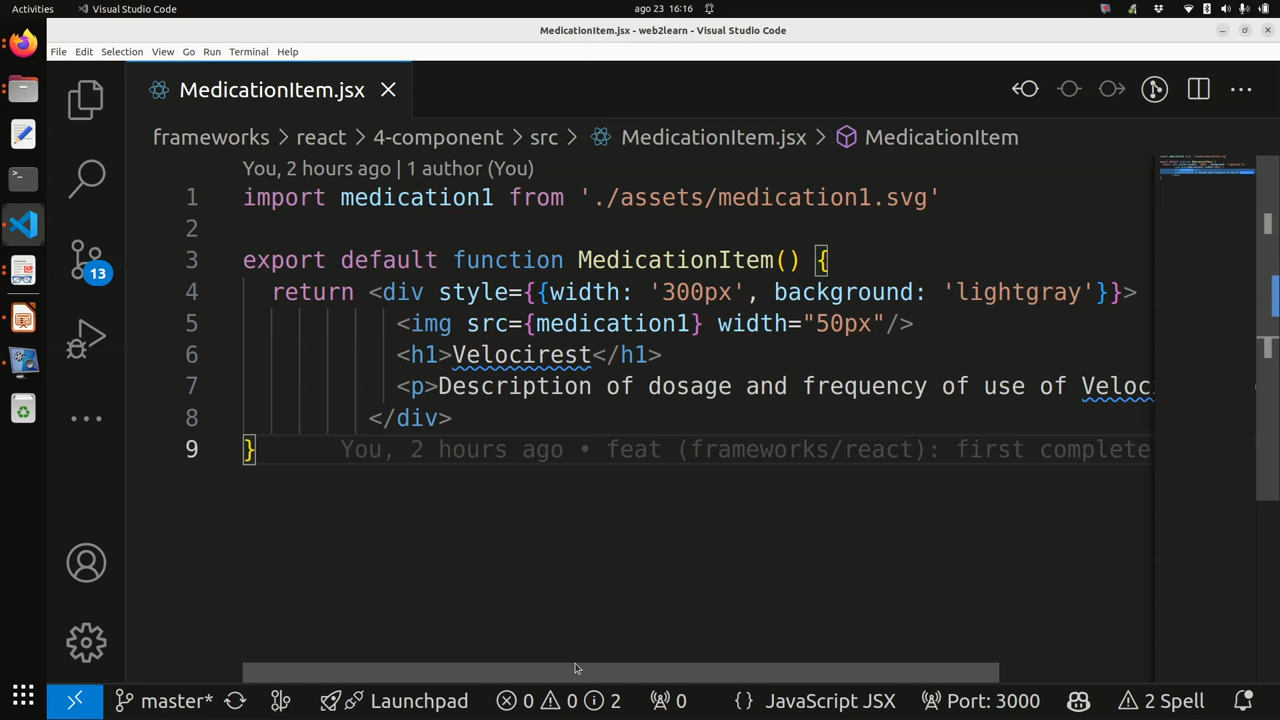 Activities
Visual Studio Code
ago 23 16:16
MedicationItem.jsx - web2learn - Visual Studio Code
File Edit Selection View Go Run Terminal Help
MedicationItem.jsx
frameworks > react > 4-component > src > MedicationItem.jsx > MedicationItem
You, 2 hours ago | 1 author (You)
1 import medication1 from './assets/medication1.svg'
2
3 export default function MedicationItem() {
4 return <div style={{width: '300px', background: 'lightgray'}}>
5 <img src={medication1} width="50px"/>
6 <h1>Velocirest</h1>
7 <p>Description of dosage and frequency of use of Veloc
8 </div>
9 } You, 2 hours ago • feat (frameworks/react): first complete
13
master* Launchpad 0 0 2 0 {} JavaScript JSX Port: 3000 2 Spell